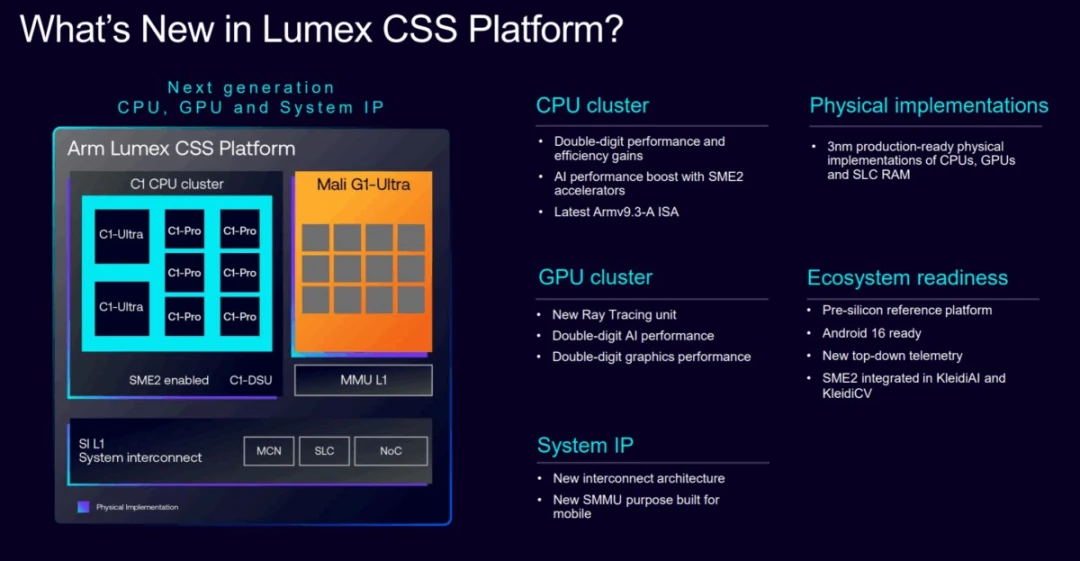 What's New in Lumex CSS Platform?
Next generation
CPU, GPU and System IP
Arm Lumex CSS Platform
C1 CPU cluster
C1-Ultra
C1-Pro
C1-Pro
C1-Pro
C1-Pro
C1-Ultra
C1-Pro
C1-Pro
SME2 enabled
C1-DSU
Mali G1-Ultra
MMU L1
SI L1
System interconnect
MCN
SLC
NoC
Physical Implementation
CPU cluster
• Double-digit performance and
efficiency gains
• AI performance boost with SME2
accelerators
• Latest Armv9.3-A ISA
GPU cluster
• New Ray Tracing unit
• Double-digit AI performance
• Double-digit graphics performance
System IP
• New interconnect architecture
• New SMMU purpose built for
mobile
Physical implementations
• 3nm production-ready physical
implementations of CPUs, GPUs
and SLC RAM
Ecosystem readiness
• Pre-silicon reference platform
• Android 16 ready
• New top-down telemetry
• SME2 integrated in KleidiAI and
KleidiCV